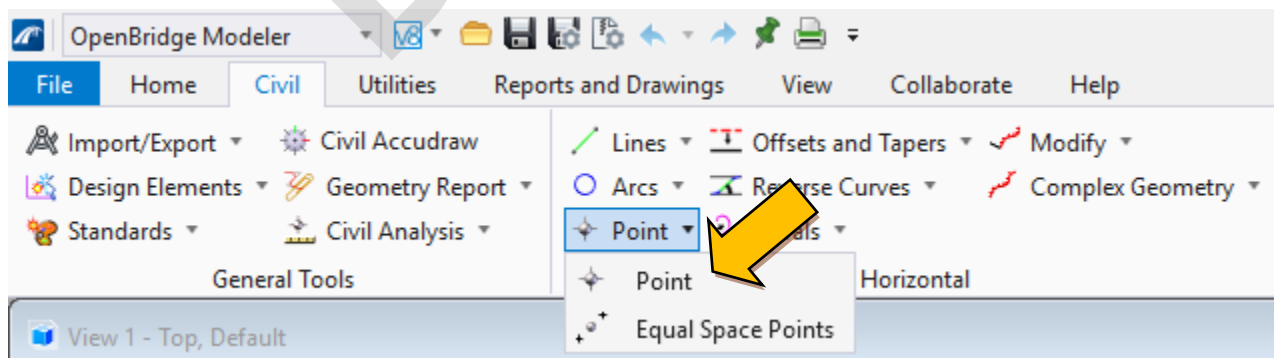 OpenBridge Modeler
File Home Civil Utilities Reports and Drawings View Collaborate Help
Import/Export Civil Accudraw Lines Offsets and Tapers Modify
Design Elements Geometry Report Arcs Reverse Curves Complex Geometry
Standards Civil Analysis Point
General Tools Horizontal
Point
Equal Space Points
View 1 - Top, Default